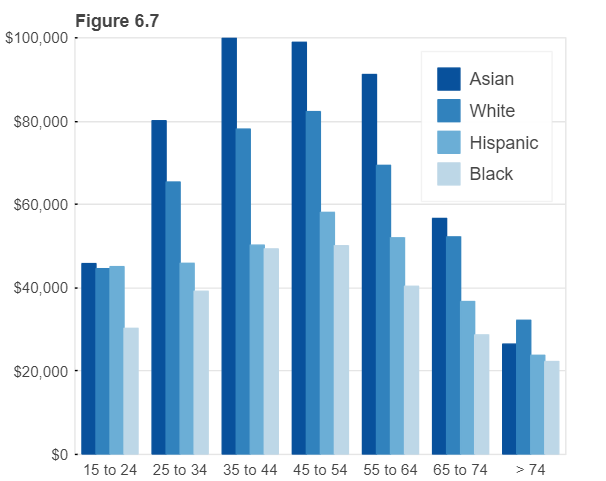 Figure 6.7
$100,000
$80,000
$60,000
$40,000
$20,000
$0
Asian
White
Hispanic
Black
15 to 24 25 to 34 35 to 44 45 to 54 55 to 64 65 to 74 > 74